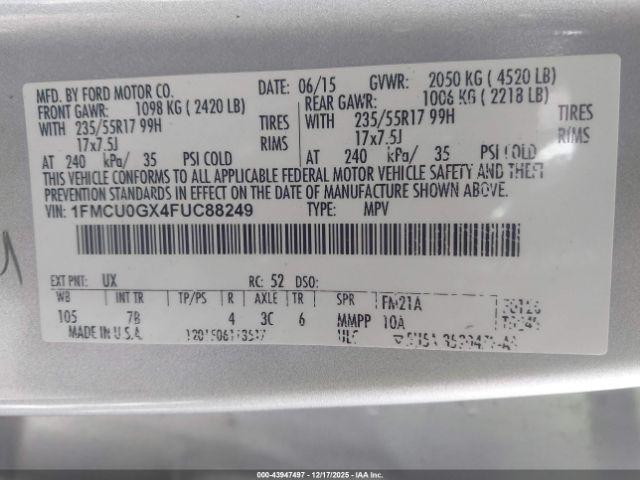 MFD. BY FORD MOTOR CO. DATE: 06/15 GVWR: 2050 KG ( 4520 LB)
FRONT GAWR: 1098 KG ( 2420 LB) REAR GAWR: 1006 KG ( 2218 LB)
WITH 235/55R17 99H TIRES WITH 235/55R17 99H TIRES
17x7.5J RIMS 17x7.5J RIMS
AT 240 kPa/ 35 PSI COLD AT 240 kPa/ 35 PSI COLD
THIS VEHICLE CONFORMS TO ALL APPLICABLE FEDERAL MOTOR VEHICLE SAFETY AND THEFT
PREVENTION STANDARDS IN EFFECT ON THE DATE OF MANUFACTURE SHOWN ABOVE.
VIN: 1FMCU0GX4FUC88249 TYPE: MPV
EXT PNT: UX RC: 52 DSO:
WB INT TR TP/PS R AXLE TR SPR FM21A
105 7B 4 3C 6 MMPP 10A
MADE IN U.S.A.
000-43947497 - 12/17/2025 - IAAI.COM